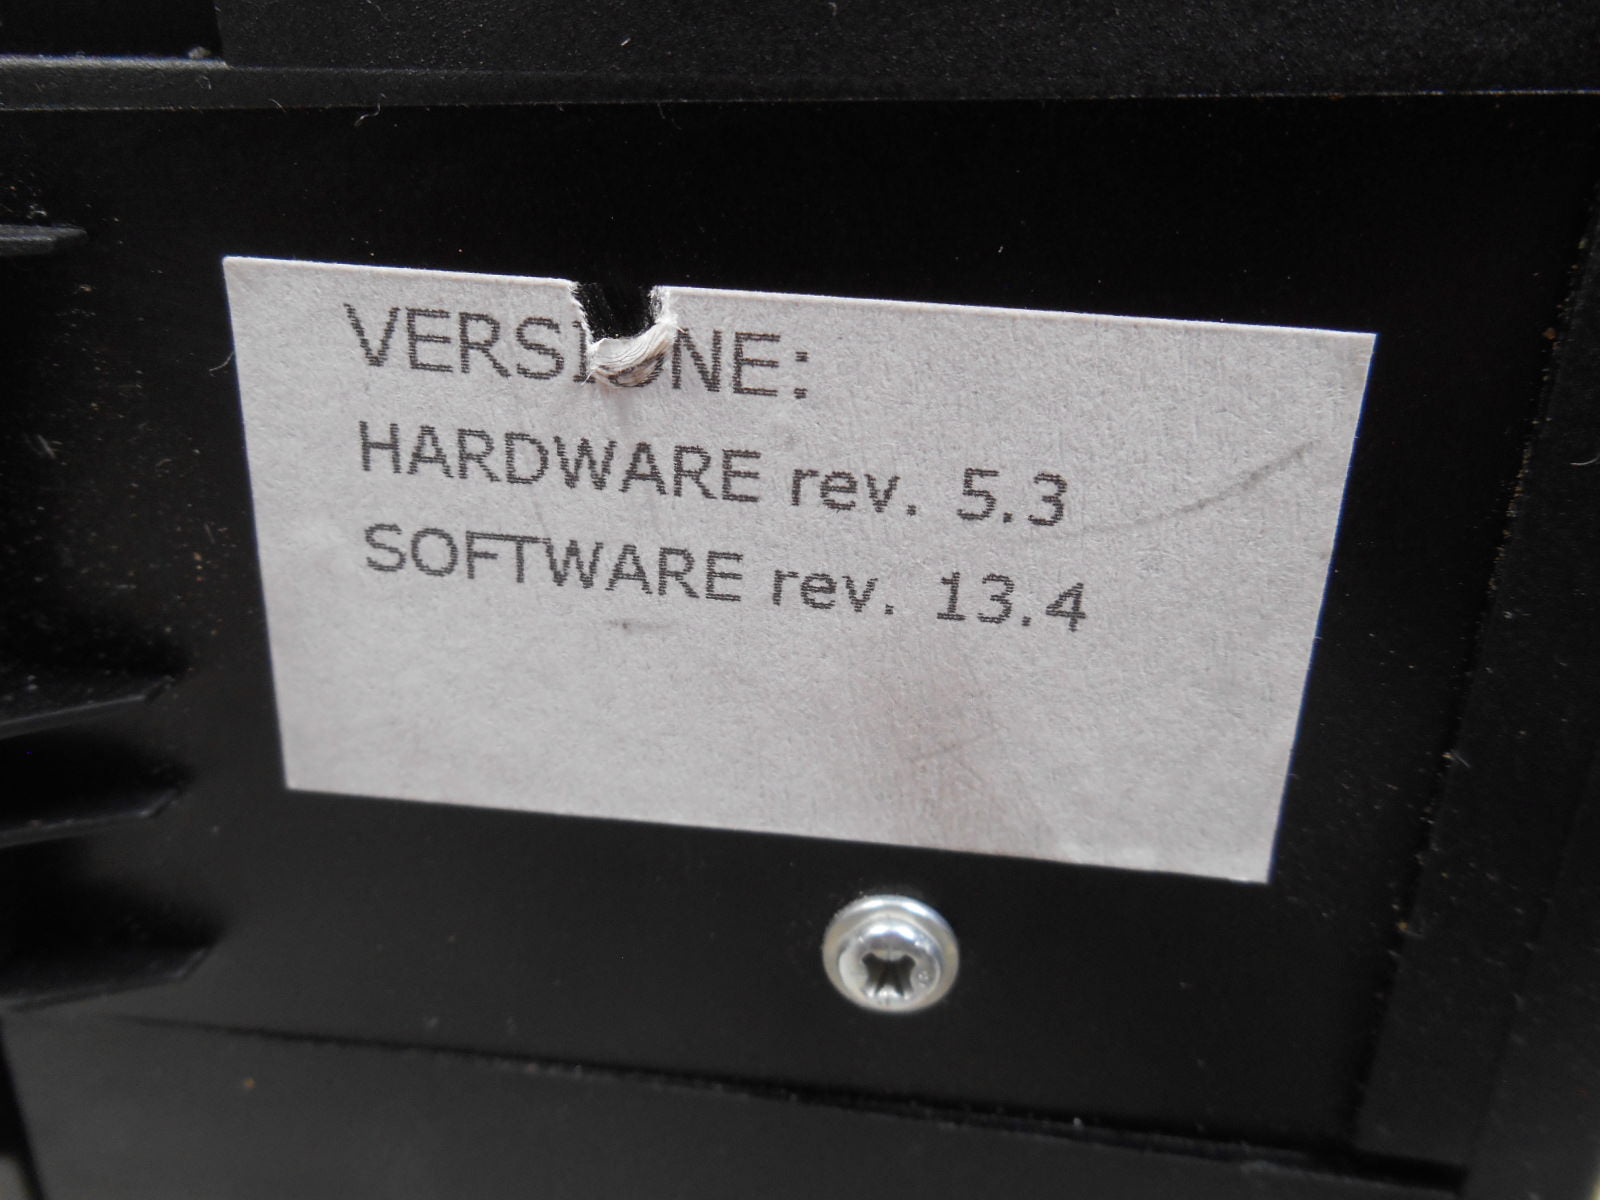 VERSIONE:
HARDWARE rev. 5.3
SOFTWARE rev. 13.4